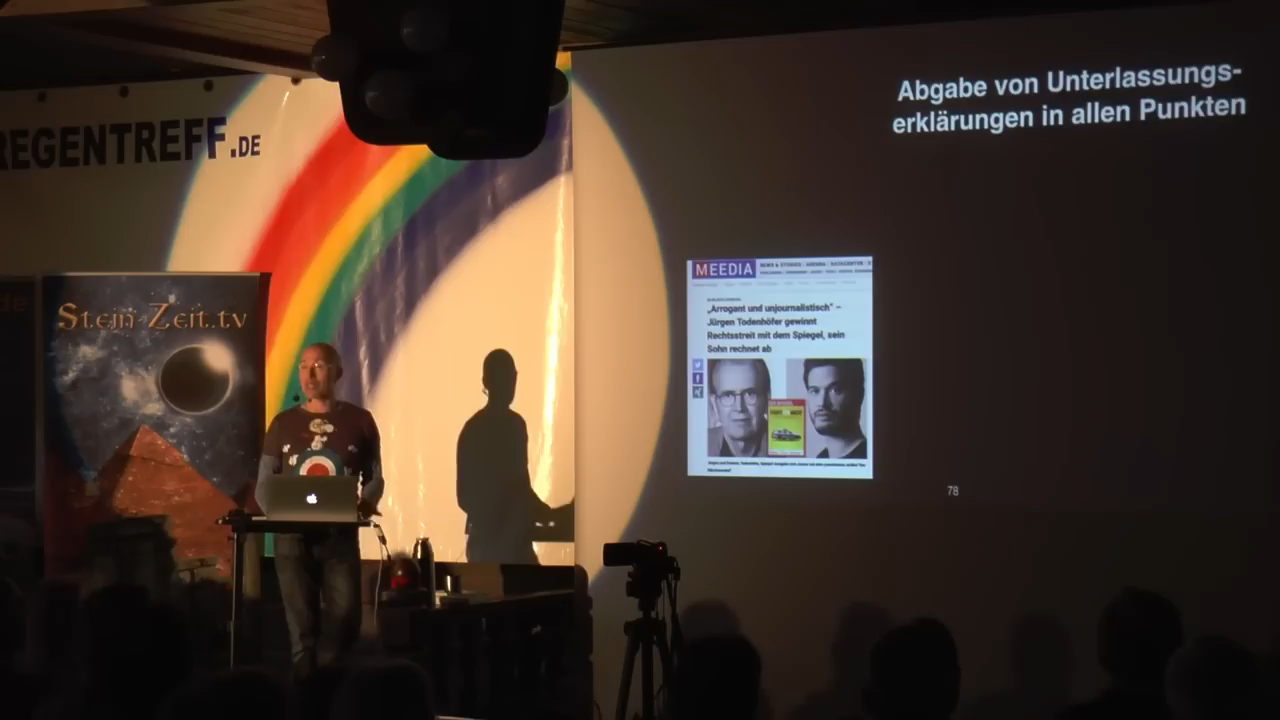 REGENTREFF.DE
Stein-Zeit.tv
Abgabe von Unterlassungs-
erklärungen in allen Punkten
MEEDIA
„Arrogant und unjournalistisch" –
Jürgen Todenhöfer gewinnt
Rechtsstreit mit dem Spiegel, sein
Sohn rechnet ab
78